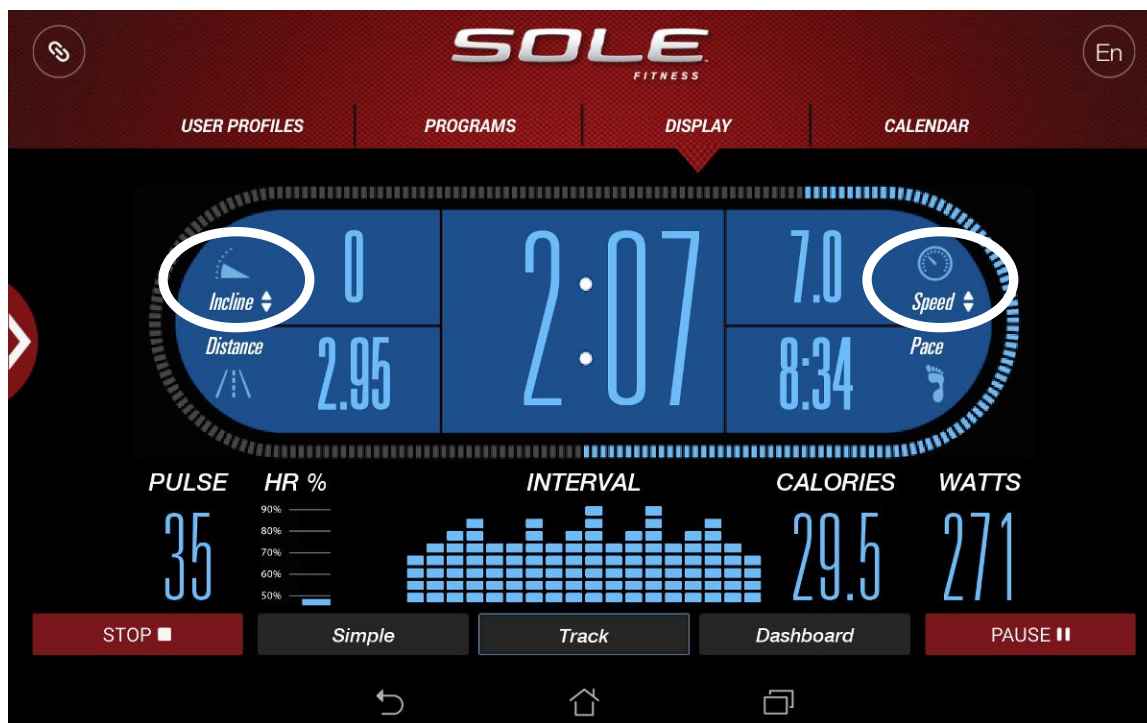 SOLE
FITNESS
En
USER PROFILES PROGRAMS DISPLAY CALENDAR
Incline 0
2:07
7.0 Speed
Distance 2.95
8:34 Pace
PULSE HR % INTERVAL CALORIES WATTS
35
90%
80%
70%
60%
50%
29.5
271
STOP Simple Track Dashboard PAUSE